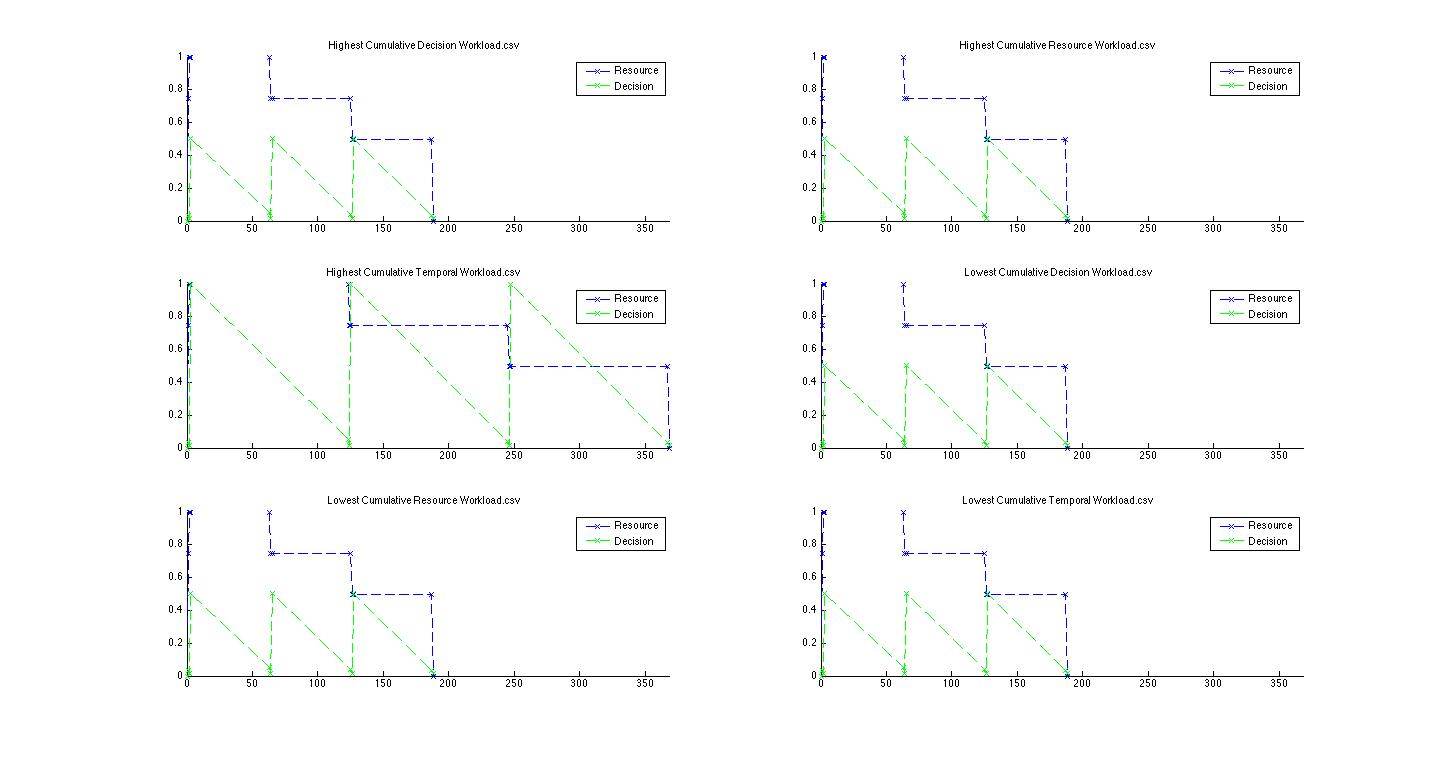 Highest Cumulative Decision Workload.csv
1
0.8
0.6
0.4
0.2
0
0 50 100 150 200 250 300 350
Resource
Decision
Highest Cumulative Resource Workload.csv
1
0.8
0.6
0.4
0.2
0
0 50 100 150 200 250 300 350
Resource
Decision
Highest Cumulative Temporal Workload.csv
1
0.8
0.6
0.4
0.2
0
0 50 100 150 200 250 300 350
Resource
Decision
Lowest Cumulative Decision Workload.csv
1
0.8
0.6
0.4
0.2
0
0 50 100 150 200 250 300 350
Resource
Decision
Lowest Cumulative Resource Workload.csv
1
0.8
0.6
0.4
0.2
0
0 50 100 150 200 250 300 350
Resource
Decision
Lowest Cumulative Temporal Workload.csv
1
0.8
0.6
0.4
0.2
0
0 50 100 150 200 250 300 350
Resource
Decision